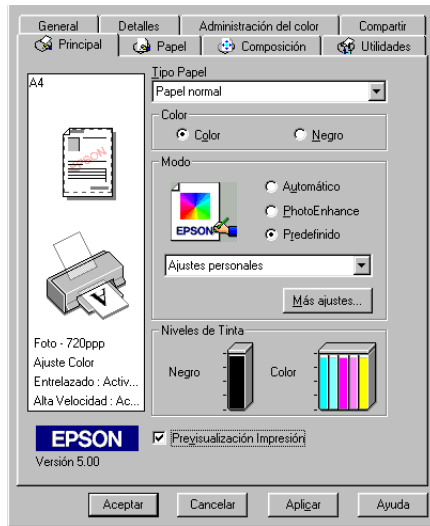 General Detalles Administración del color Compartir
Principal Papel Composición Utilidades
A4
EPSON
Foto - 720ppp
Ajuste Color
Entrelazado : Activ...
Alta Velocidad : Ac...
EPSON
Versión 5.00
Tipo Papel
Papel normal
Color
Color Negro
Modo
EPSON
Automático
PhotoEnhance
Predefinido
Ajustes personales
Más ajustes...
Niveles de Tinta
Negro Color
Previsualización Impresión
Aceptar Cancelar Aplicar Ayuda